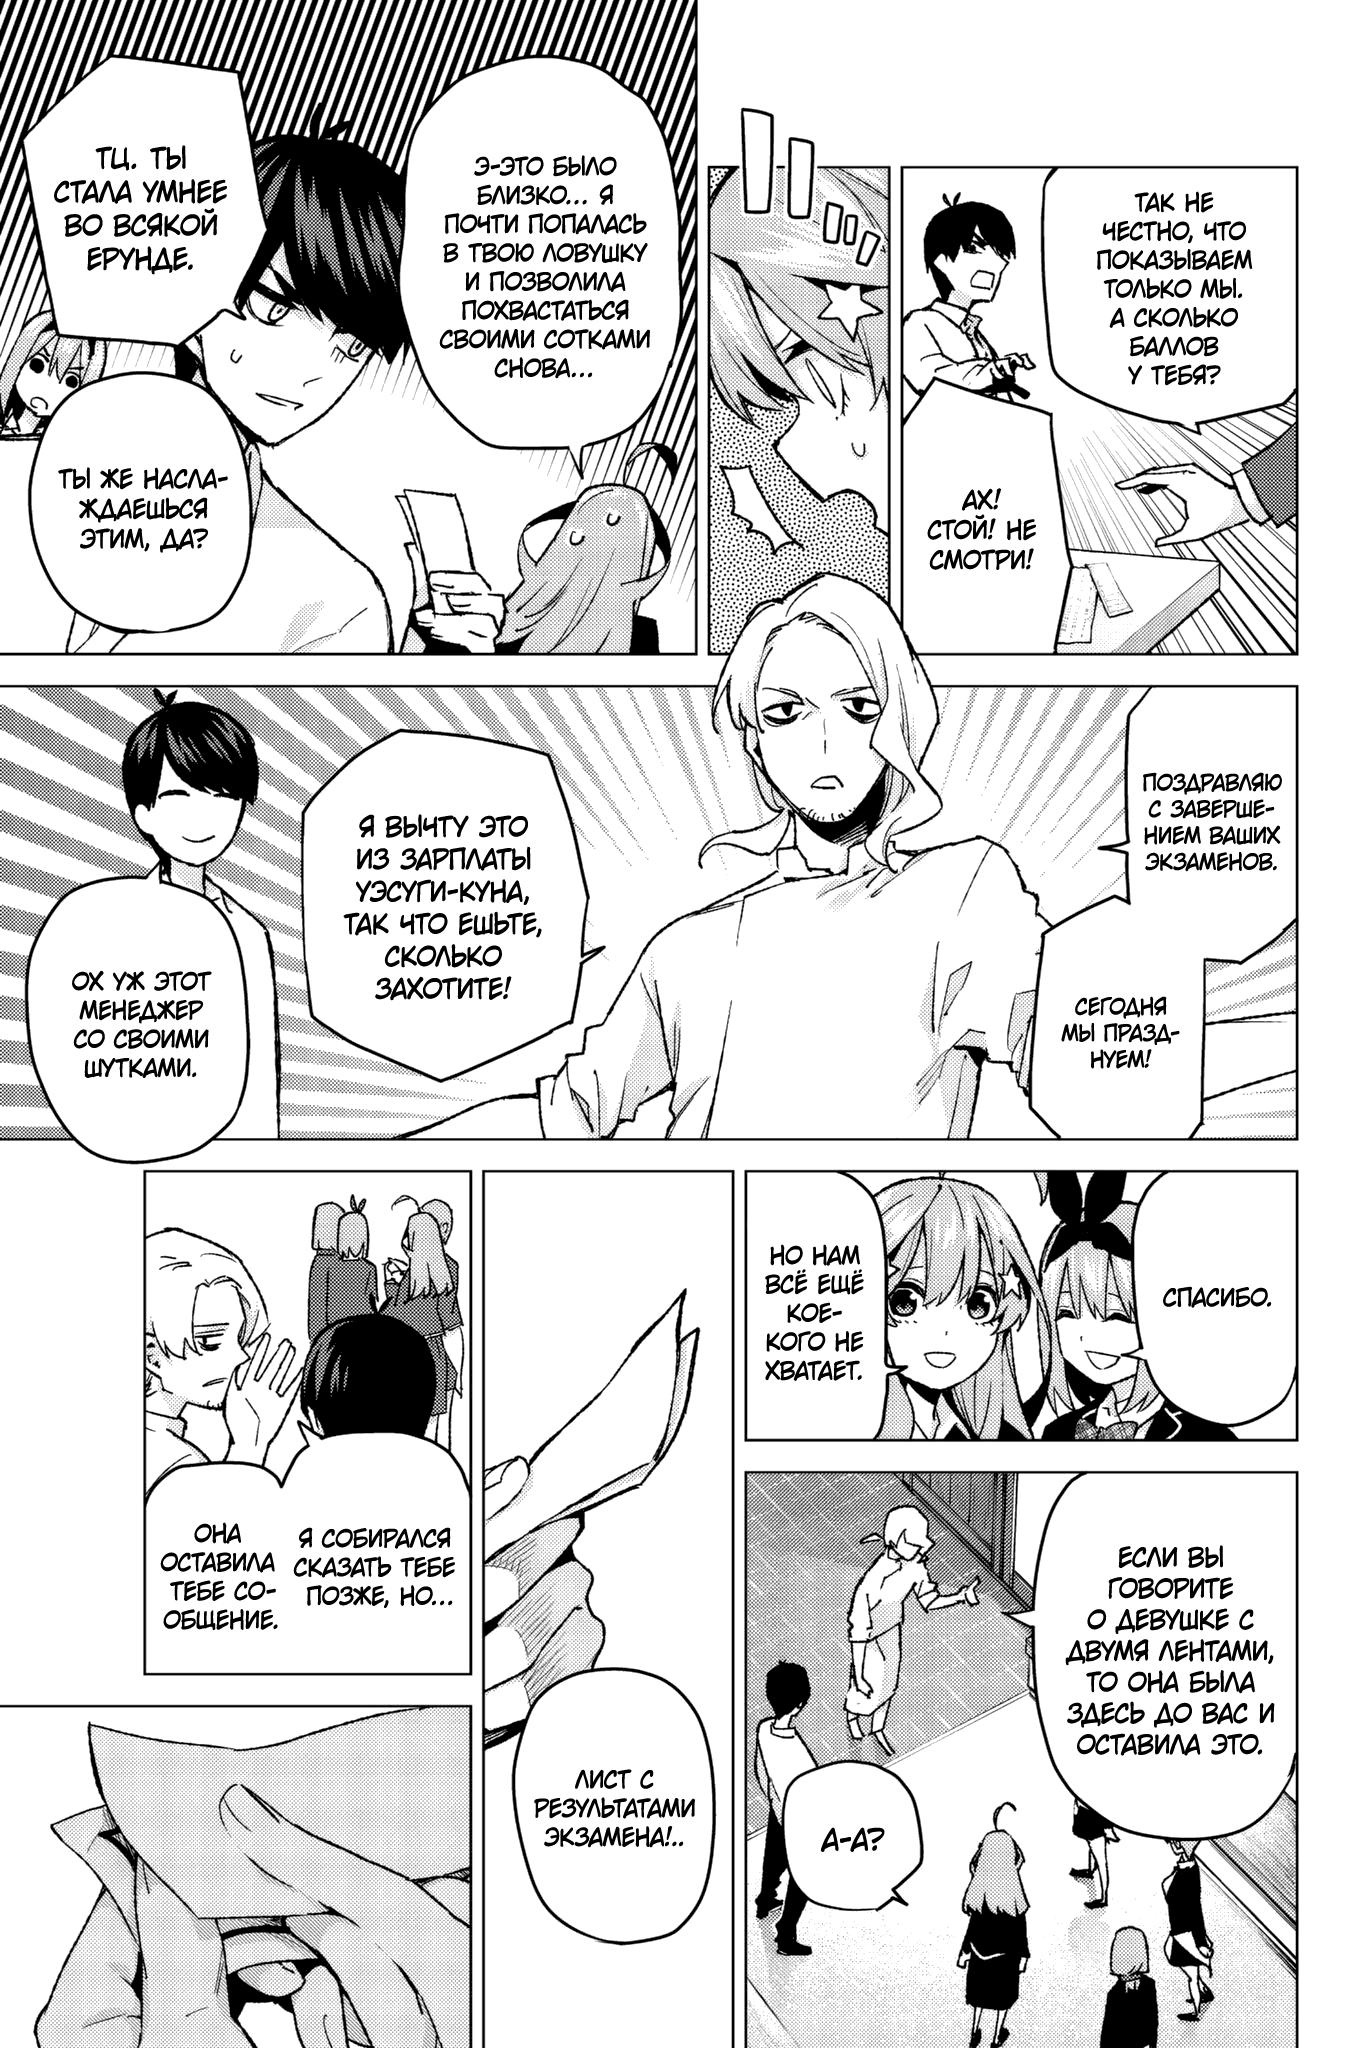 ТАК НЕ
ЧЕСТНО, ЧТО
ПОКАЗЫВАЕМ
ТОЛЬКО МЫ.
А СКОЛЬКО
БАЛЛОВ
У ТЕБЯ?
АХ!
СТОЙ! НЕ
СМОТРИ!
Э-ЭТО БЫЛО
БЛИЗКО... Я
ПОЧТИ ПОПАЛАСЬ
В ТВОЮ ЛОВУШКУ
И ПОЗВОЛИЛА
ПОХВАСТАТЬСЯ
СВОИМИ СОТКАМИ
СНОВА...
ТЦ. ТЫ
СТАЛА УМНЕЕ
ВО ВСЯКОЙ
ЕРУНДЕ.
ТЫ ЖЕ НАСЛА-
ЖДАЕШЬСЯ
ЭТИМ, ДА?
ПОЗДРАВЛЯЮ
С ЗАВЕРШЕ-
НИЕМ ВАШИХ
ЭКЗАМЕНОВ.
СЕГОДНЯ
МЫ ПРАЗД-
НУЕМ!
Я ВЫЧТУ ЭТО
ИЗ ЗАРПЛАТЫ
УЭСУГИ-КУНА,
ТАК ЧТО ЕШЬТЕ,
СКОЛЬКО
ЗАХОТИТЕ!
ОХ УЖ ЭТОТ
МЕНЕДЖЕР
СО СВОИМИ
ШУТКАМИ.
СПАСИБО.
НО НАМ
ВСЁ ЕЩЁ
КОЕ-
КОГО НЕ
ХВАТАЕТ.
ЕСЛИ ВЫ
ГОВОРИТЕ
О ДЕВУШКЕ С
ДВУМЯ ЛЕНТАМИ,
ТО ОНА БЫЛА
ЗДЕСЬ ДО ВАС И
ОСТАВИЛА ЭТО.
А-А?
ЛИСТ С
РЕЗУЛЬТАТАМИ
ЭКЗАМЕНА!..
Я СОБИРАЛСЯ
СКАЗАТЬ ТЕБЕ
ПОЗЖЕ, НО...
ОНА
ОСТАВИЛА
ТЕБЕ СО-
ОБЩЕНИЕ.